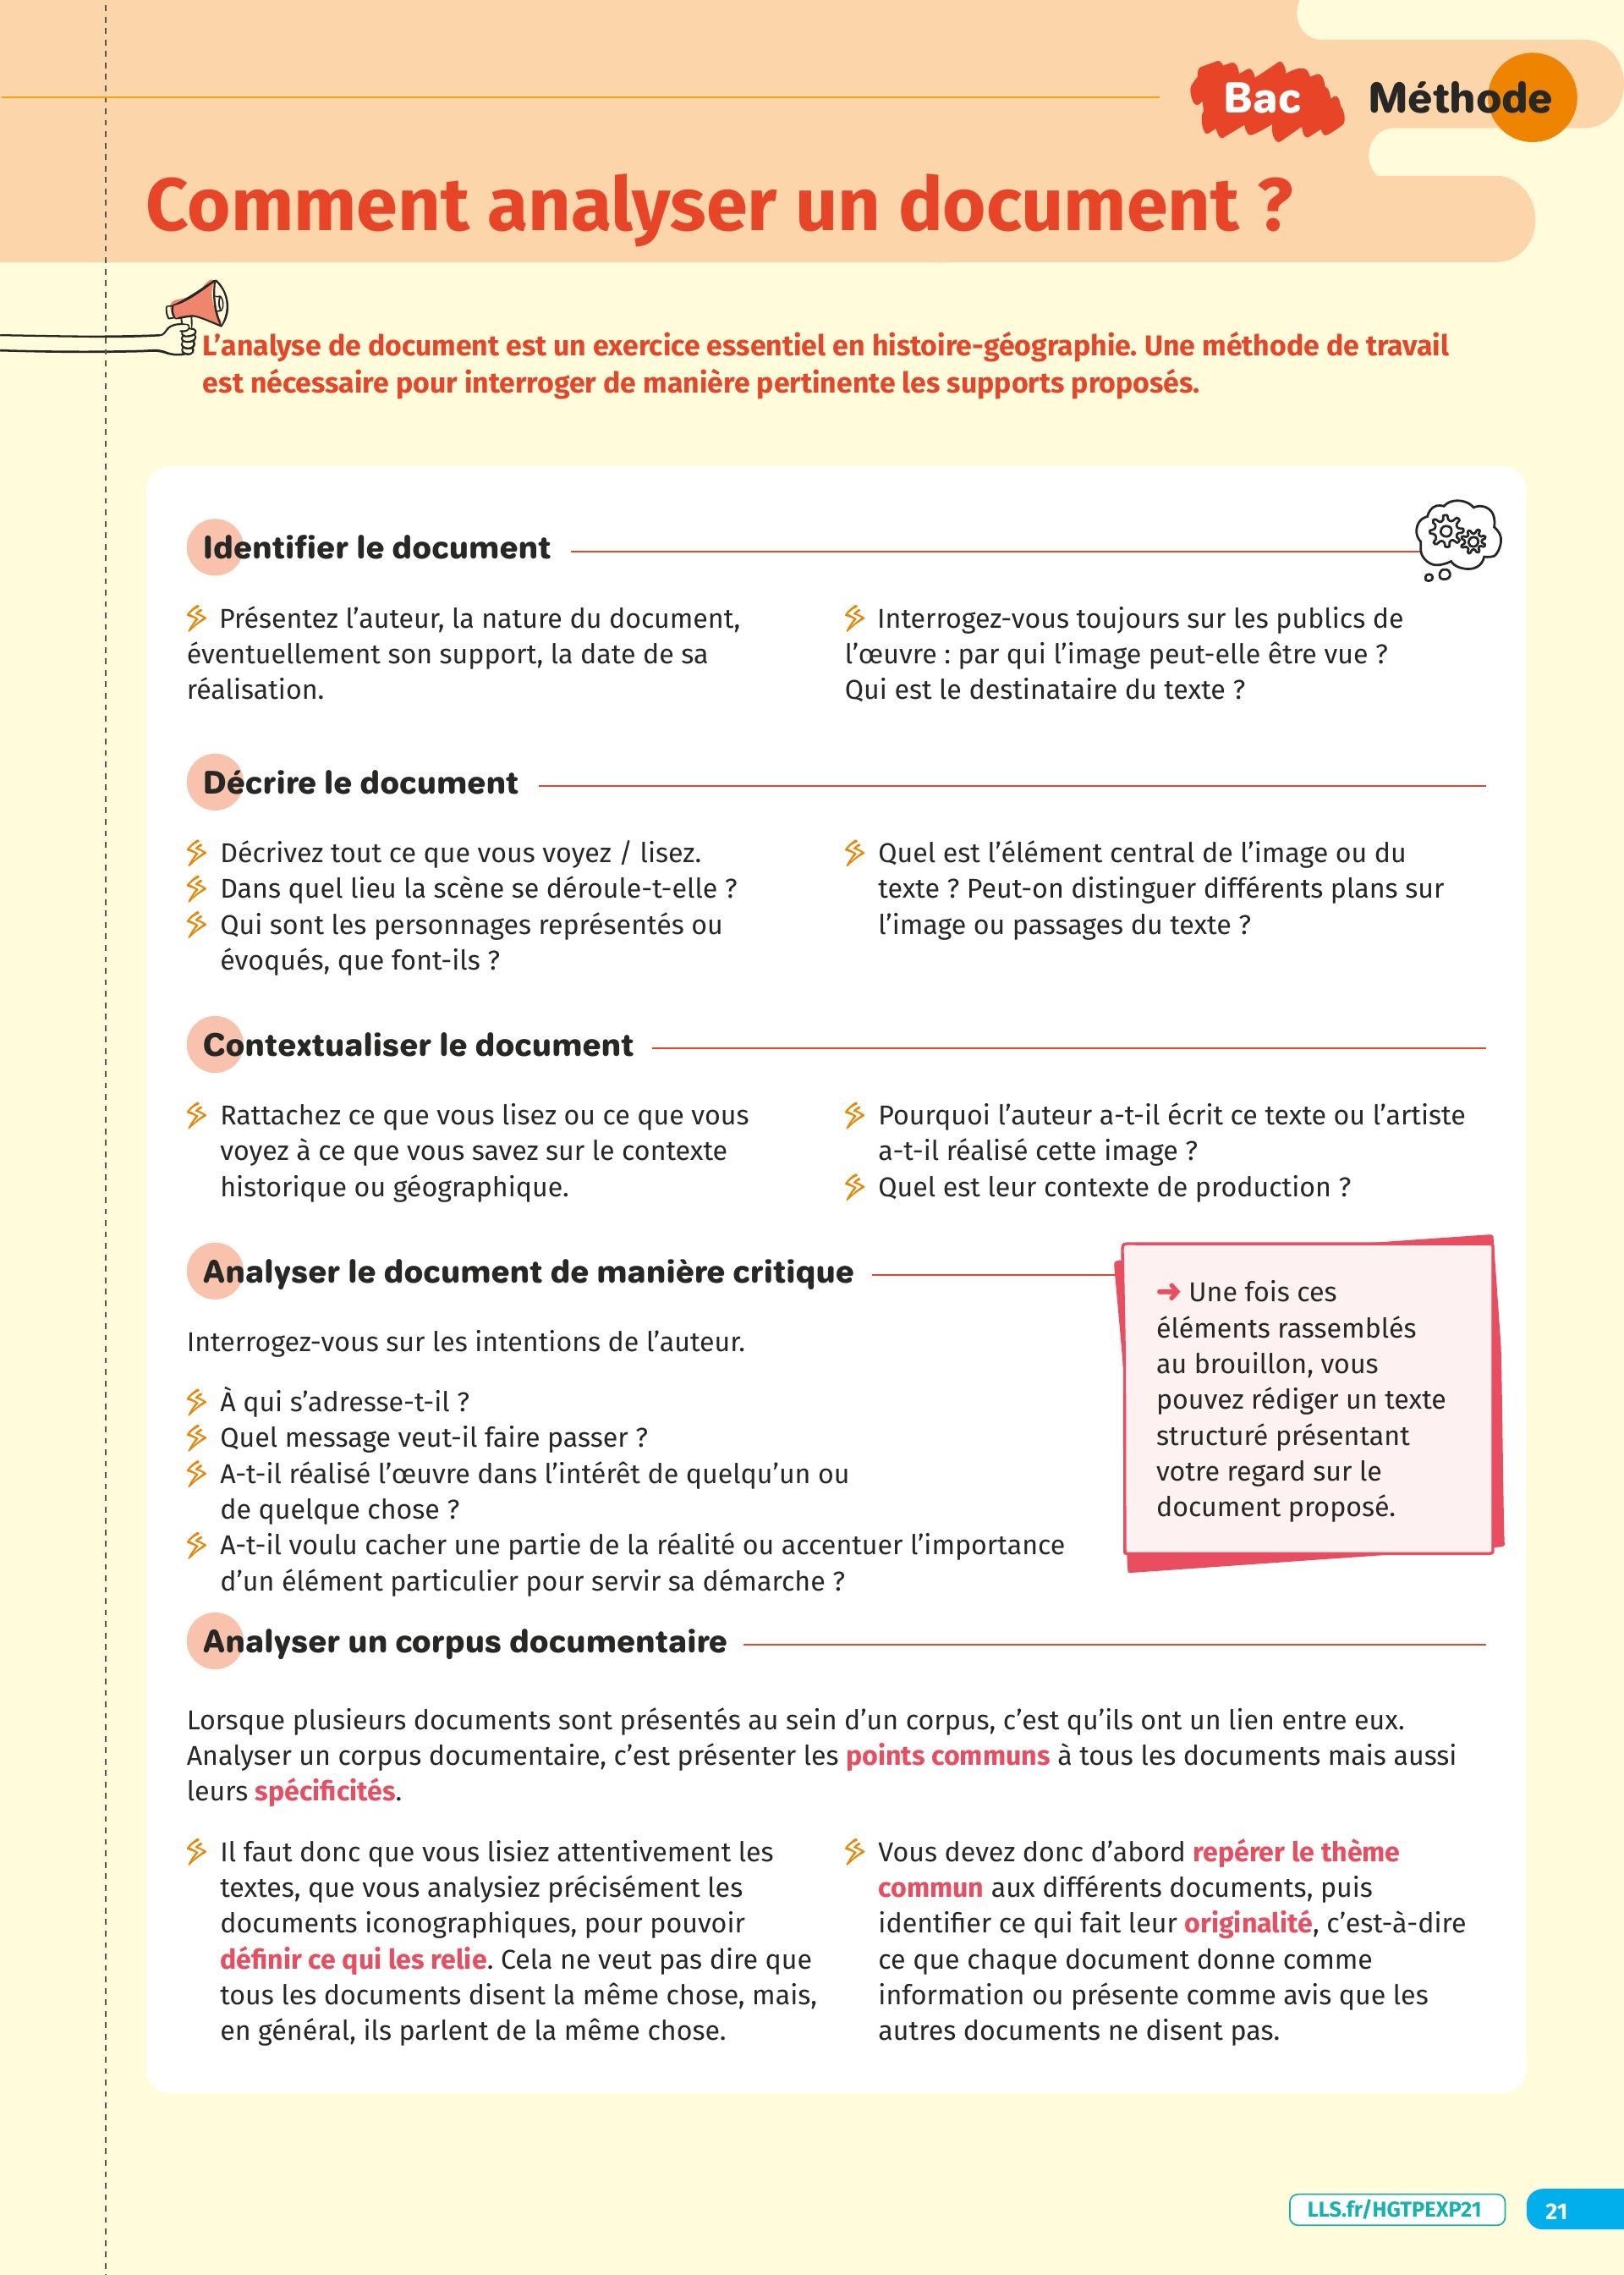 Bac Méthode
Comment analyser un document ?
L’analyse de document est un exercice essentiel en histoire-géographie. Une méthode de travail
est nécessaire pour interroger de manière pertinente les supports proposés.
Identifier le document
Présentez l’auteur, la nature du document,
éventuellement son support, la date de sa
réalisation.
Interrogez-vous toujours sur les publics de
l’œuvre : par qui l’image peut-elle être vue ?
Qui est le destinataire du texte ?
Décrire le document
Décrivez tout ce que vous voyez / lisez.
Dans quel lieu la scène se déroule-t-elle ?
Qui sont les personnages représentés ou
évoqués, que font-ils ?
Quel est l’élément central de l’image ou du
texte ? Peut-on distinguer différents plans sur
l’image ou passages du texte ?
Contextualiser le document
Rattachez ce que vous lisez ou ce que vous
voyez à ce que vous savez sur le contexte
historique ou géographique.
Pourquoi l’auteur a-t-il écrit ce texte ou l’artiste
a-t-il réalisé cette image ?
Quel est leur contexte de production ?
Analyser le document de manière critique
Interrogez-vous sur les intentions de l’auteur.
À qui s’adresse-t-il ?
Quel message veut-il faire passer ?
A-t-il réalisé l’œuvre dans l’intérêt de quelqu’un ou
de quelque chose ?
A-t-il voulu cacher une partie de la réalité ou accentuer l’importance
d’un élément particulier pour servir sa démarche ?
➜ Une fois ces
éléments rassemblés
au brouillon, vous
pouvez rédiger un texte
structuré présentant
votre regard sur le
document proposé.
Analyser un corpus documentaire
Lorsque plusieurs documents sont présentés au sein d’un corpus, c’est qu’ils ont un lien entre eux.
Analyser un corpus documentaire, c’est présenter les points communs à tous les documents mais aussi
leurs spécificités.
Il faut donc que vous lisiez attentivement les
textes, que vous analysiez précisément les
documents iconographiques, pour pouvoir
définir ce qui les relie. Cela ne veut pas dire que
tous les documents disent la même chose, mais,
en général, ils parlent de la même chose.
Vous devez donc d’abord repérer le thème
commun aux différents documents, puis
identifier ce qui fait leur originalité, c’est-à-dire
ce que chaque document donne comme
information ou présente comme avis que les
autres documents ne disent pas.
LLS.fr/HGTPEXP21
21